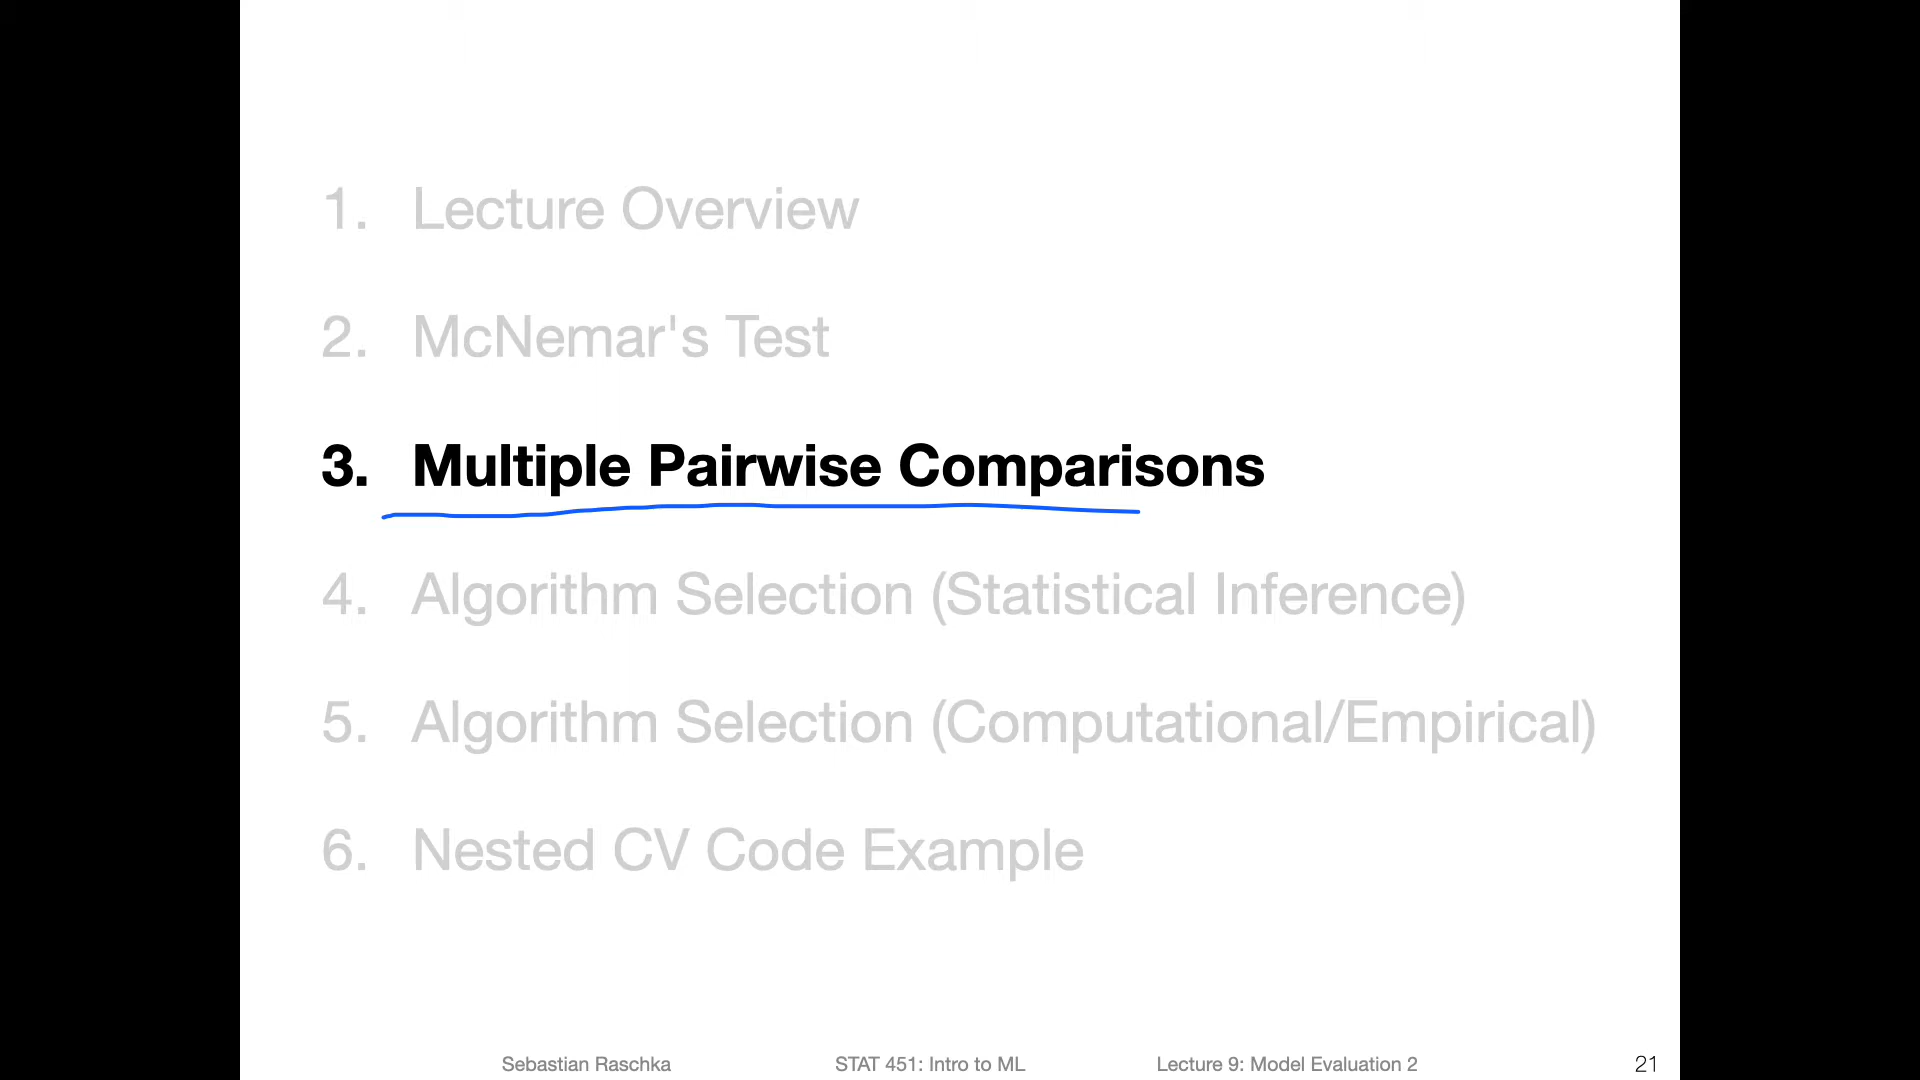 1. Lecture Overview
2. McNemar's Test
3. Multiple Pairwise Comparisons
4. Algorithm Selection (Statistical Inference)
5. Algorithm Selection (Computational/Empirical)
6. Nested CV Code Example
Sebastian Raschka STAT 451: Intro to ML Lecture 9: Model Evaluation 2 21